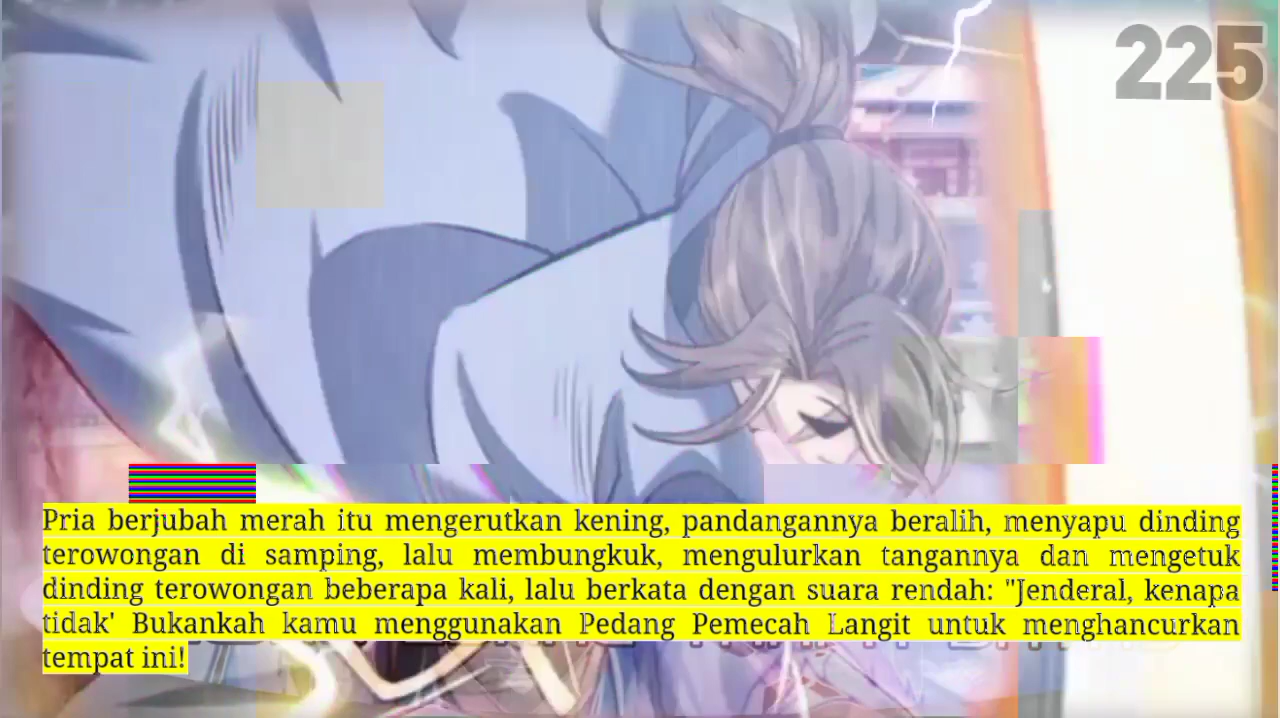 225
Pria berjubah merah itu mengerutkan kening, pandangannya beralih, menyapu dinding
terowongan di samping, lalu membungkuk, mengulurkan tangannya dan mengetuk
dinding terowongan beberapa kali, lalu berkata dengan suara rendah: "Jenderal, kenapa
tidak' Bukankah kamu menggunakan Pedang Pemecah Langit untuk menghancurkan
tempat ini!